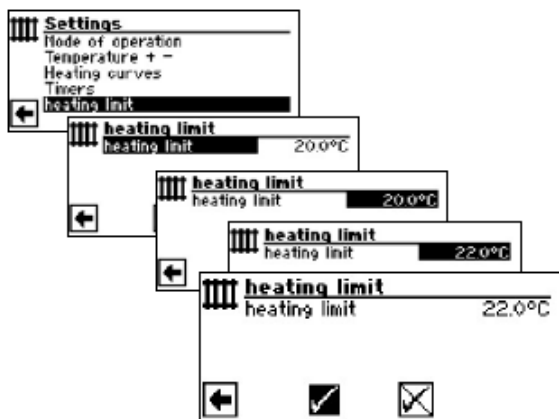 Settings
Mode of operation
Temperature + -
Heating curves
Timers
heating limit
heating limit
heating limit 20.0°C
heating limit
heating limit 20.0°C
heating limit
heating limit 22.0°C
heating limit
heating limit 22.0°C